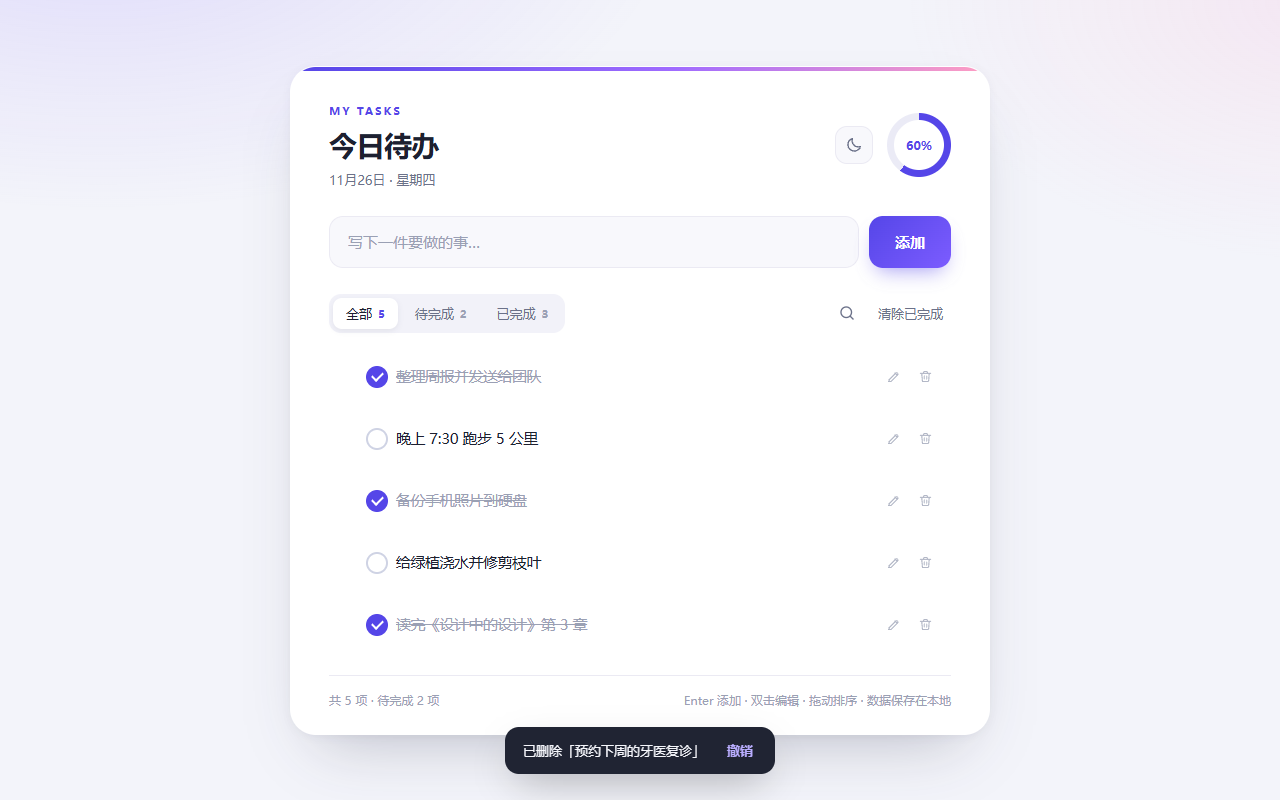 MY TASKS
今日待办
11月26日 · 星期四
60%
写下一件要做的事...
添加
全部 5 待完成 2 已完成 3
清除已完成
整理周报并发送给团队
晚上 7:30 跑步 5 公里
备份手机照片到硬盘
给绿植浇水并修剪枝叶
读完《设计中的设计》第 3 章
共 5 项 · 待完成 2 项
Enter 添加 · 双击编辑 · 拖动排序 · 数据保存在本地
已删除「预约下周的牙医复诊」 撤销